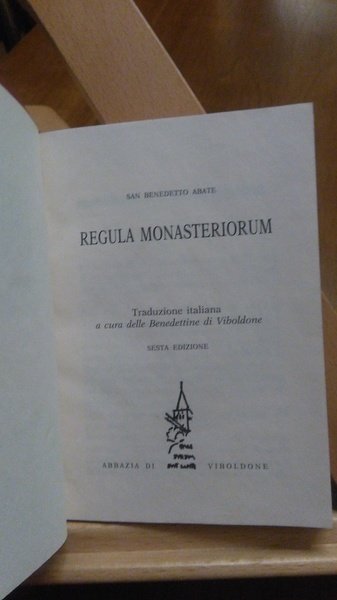 SAN BENEDETTO ABATE
REGULA MONASTERIORUM
Traduzione italiana
a cura delle Benedettine di Viboldone
SESTA EDIZIONE
ABBAZIA DI VIBOLDONE